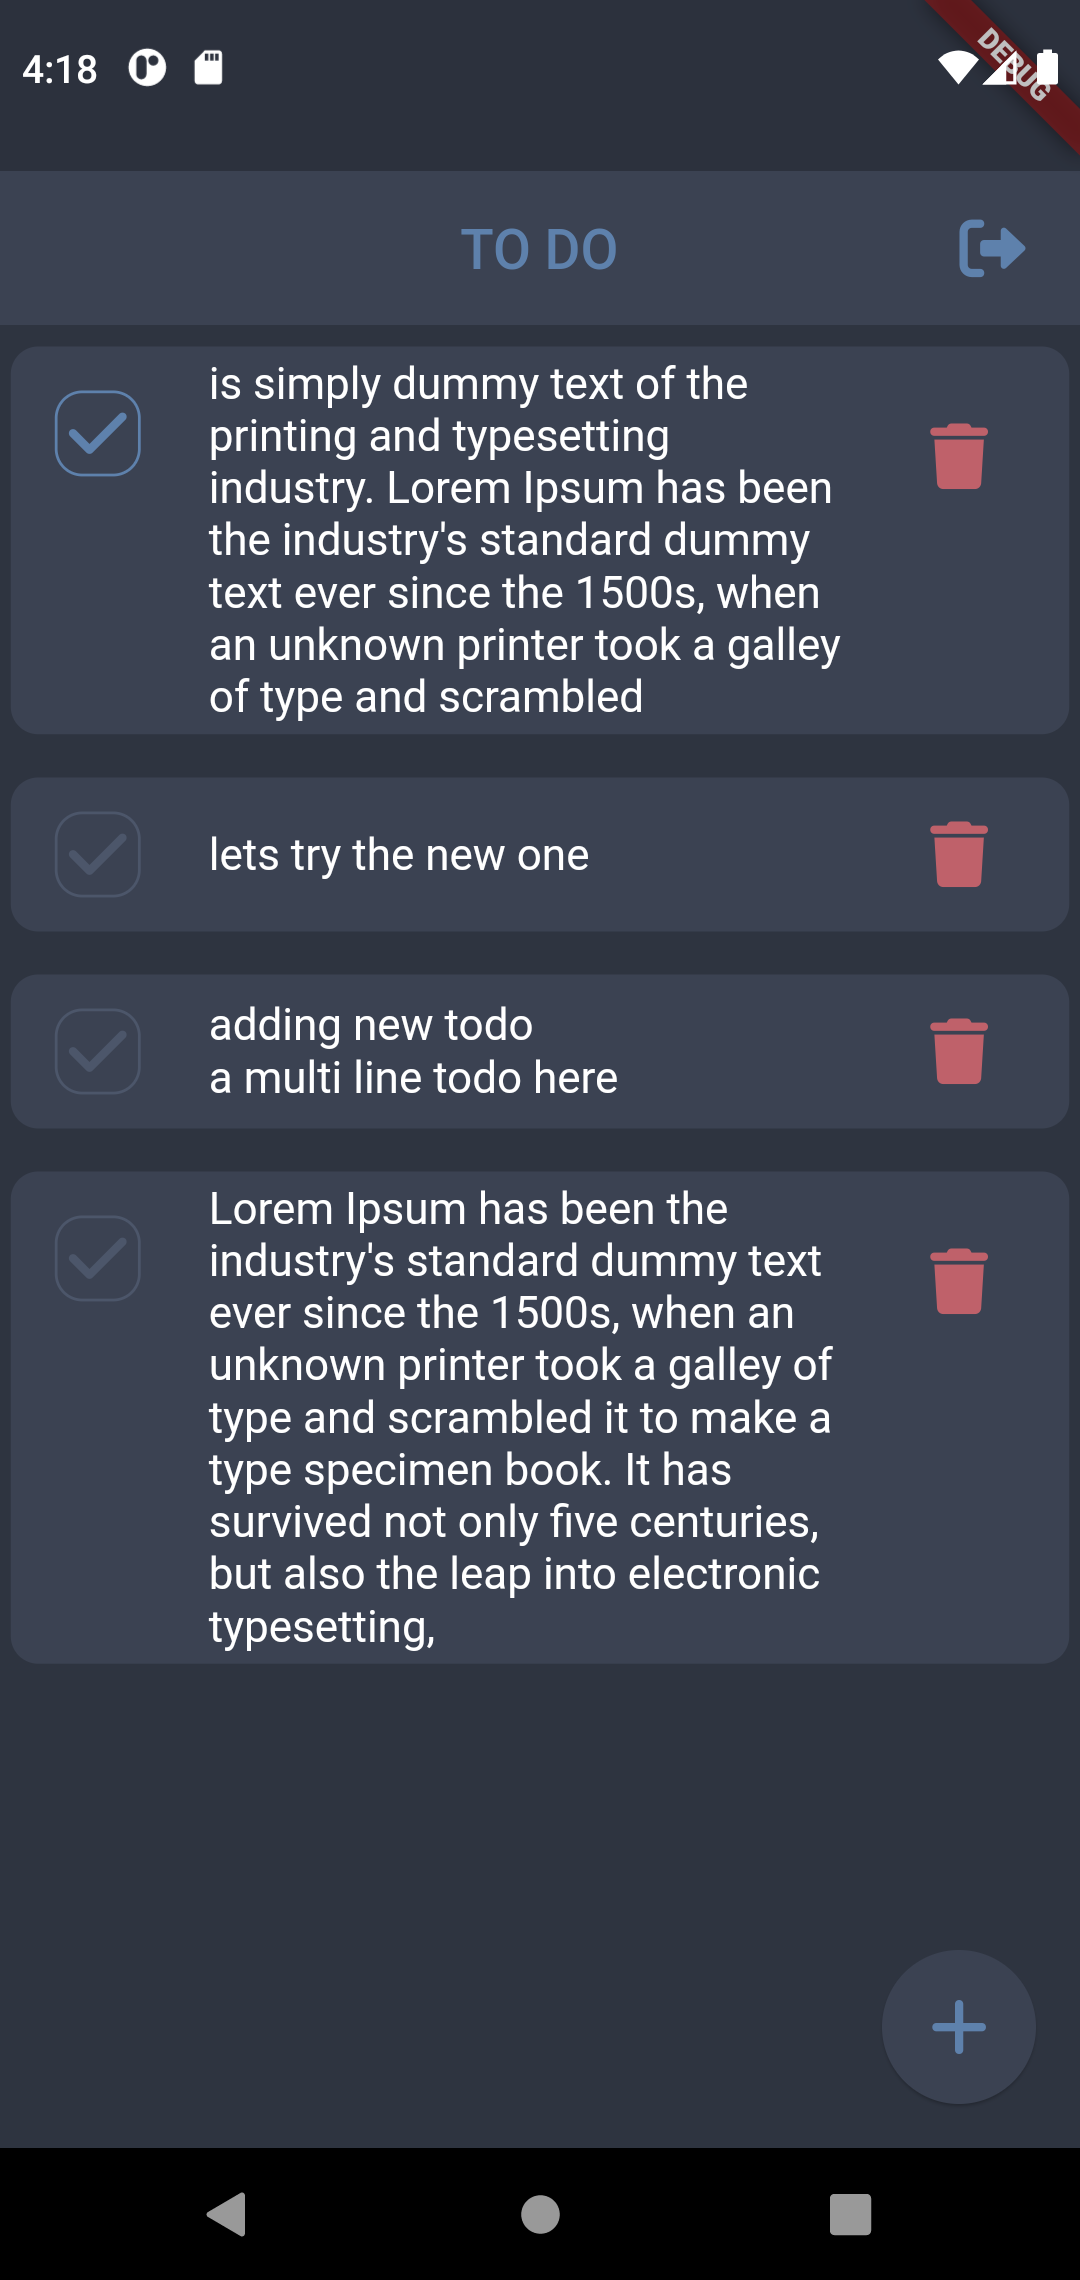 4:18
DEBUG
TO DO
is simply dummy text of the
printing and typesetting
industry. Lorem Ipsum has been
the industry's standard dummy
text ever since the 1500s, when
an unknown printer took a galley
of type and scrambled
lets try the new one
adding new todo
a multi line todo here
Lorem Ipsum has been the
industry's standard dummy text
ever since the 1500s, when an
unknown printer took a galley of
type and scrambled it to make a
type specimen book. It has
survived not only five centuries,
but also the leap into electronic
typesetting,